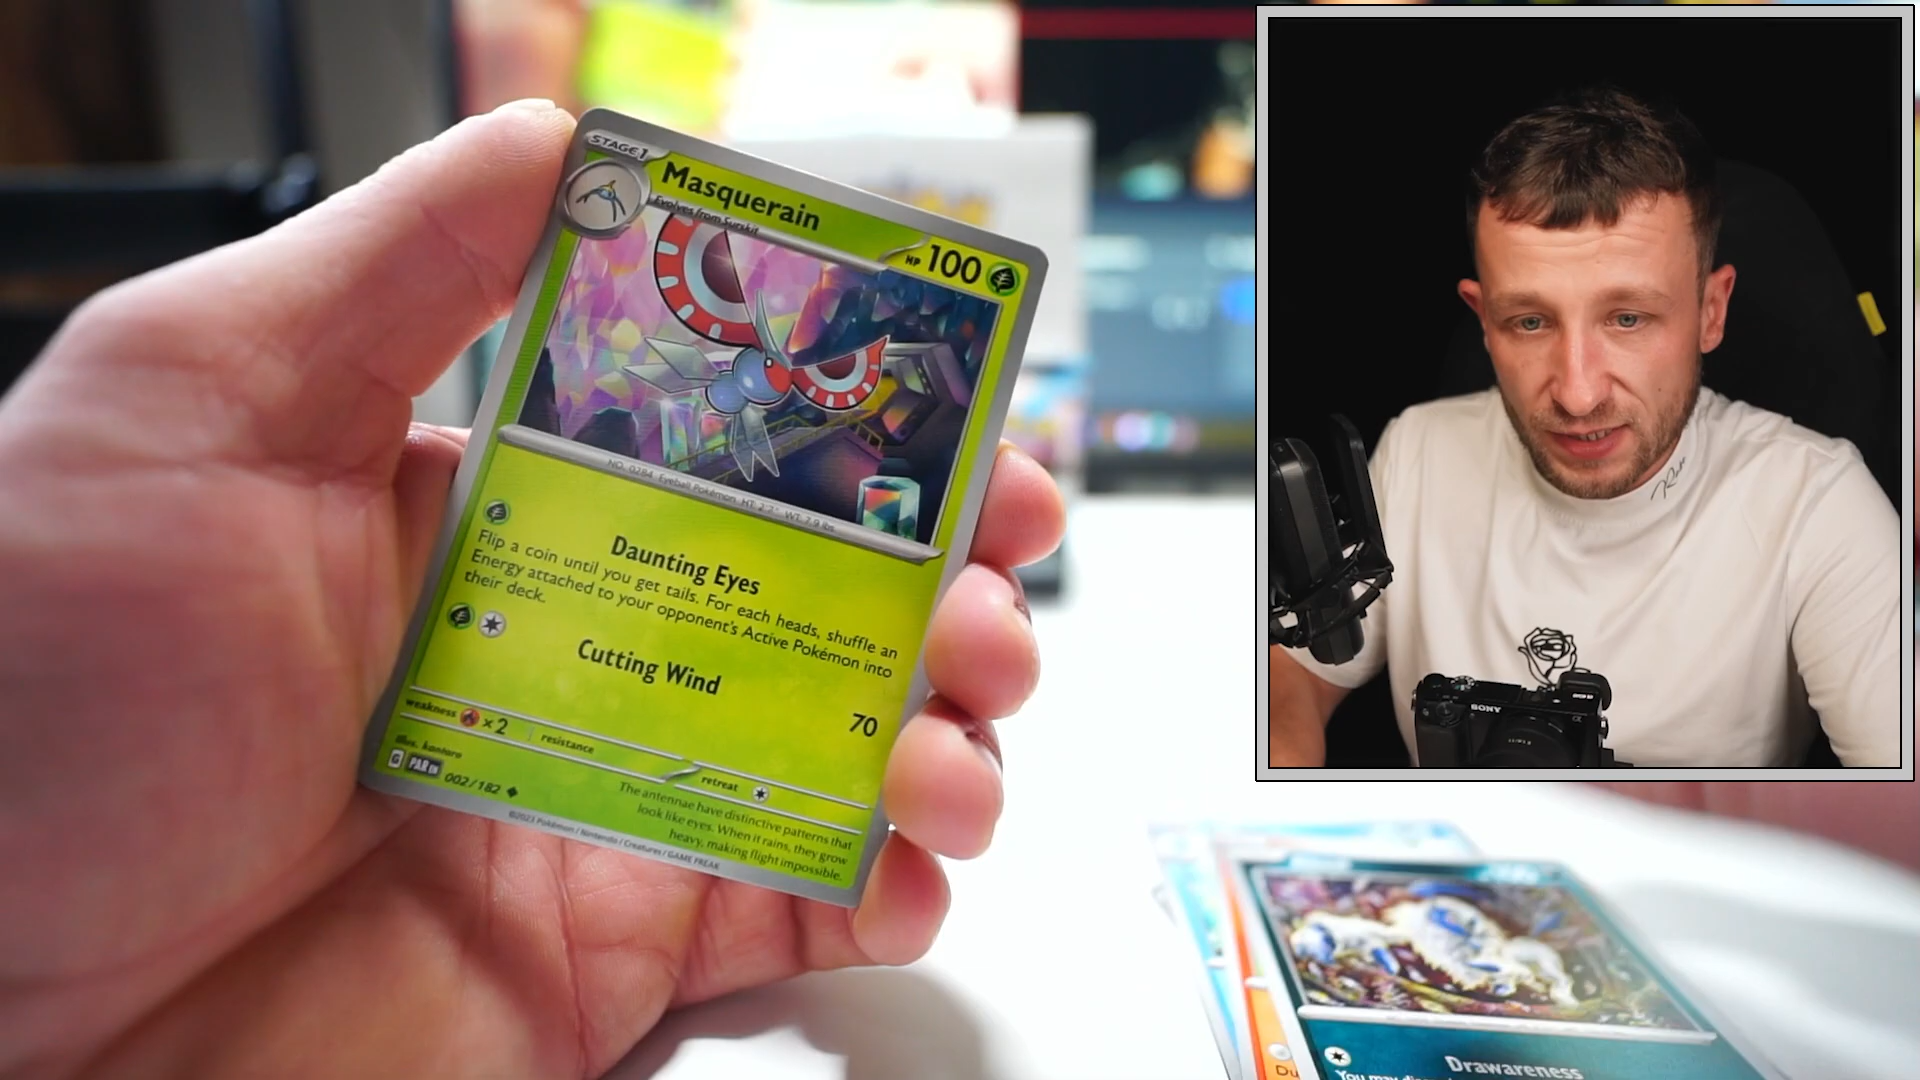 STAGE 1
Masquerain
Evolves from Surskit
HP 100
NO. 0284 Eyeball Pokémon HT: 2'7" WT: 7.9 lbs.
Daunting Eyes
Flip a coin until you get tails. For each heads, shuffle an
Energy attached to your opponent's Active Pokémon into
their deck.
Cutting Wind
70
weakness ×2
resistance
retreat
Illus. kantaro
G PAR EN 002/182
The antennae have distinctive patterns that
look like eyes. When it rains, they grow
heavy, making flight impossible.
©2023 Pokémon / Nintendo / Creatures / GAME FREAK
SONY
Drawareness
You may
Du